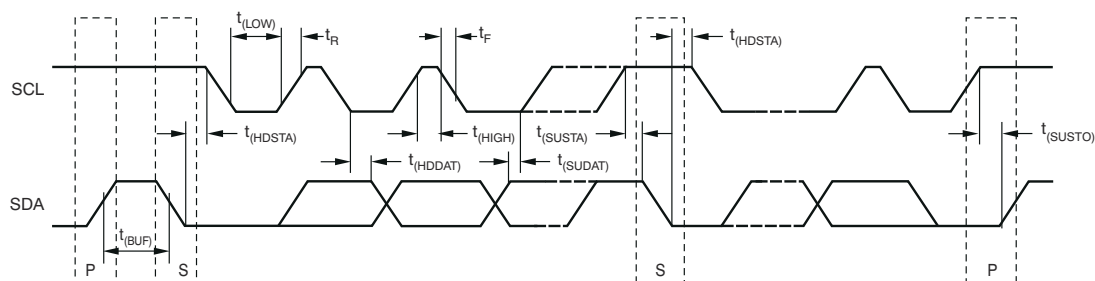 t(LOW)
tR
tF
t(HDSTA)
SCL
t(HDSTA)
t(HIGH)
t(SUSTA)
t(SUSTO)
t(HDDAT)
t(SUDAT)
SDA
t(BUF)
P
S
S
P